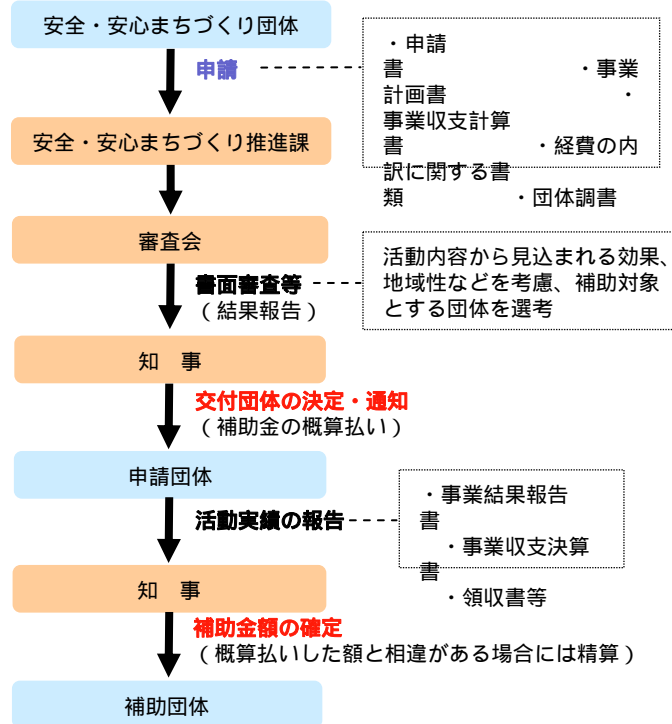 安全・安心まちづくり団体
申請
・申請
書　　　　　　　　・事業
計画書　　　　　　　・
事業収支計算
書　　　　　　・経費の内
訳に関する書
類　　　　　・団体調書
安全・安心まちづくり推進課
審査会
書面審査等
（結果報告）
活動内容から見込まれる効果、
地域性などを考慮、補助対象
とする団体を選考
知　事
交付団体の決定・通知
（補助金の概算払い）
申請団体
活動実績の報告
・事業結果報告
書
・事業収支決算
書
・領収書等
知　事
補助金額の確定
（概算払いした額と相違がある場合には精算）
補助団体